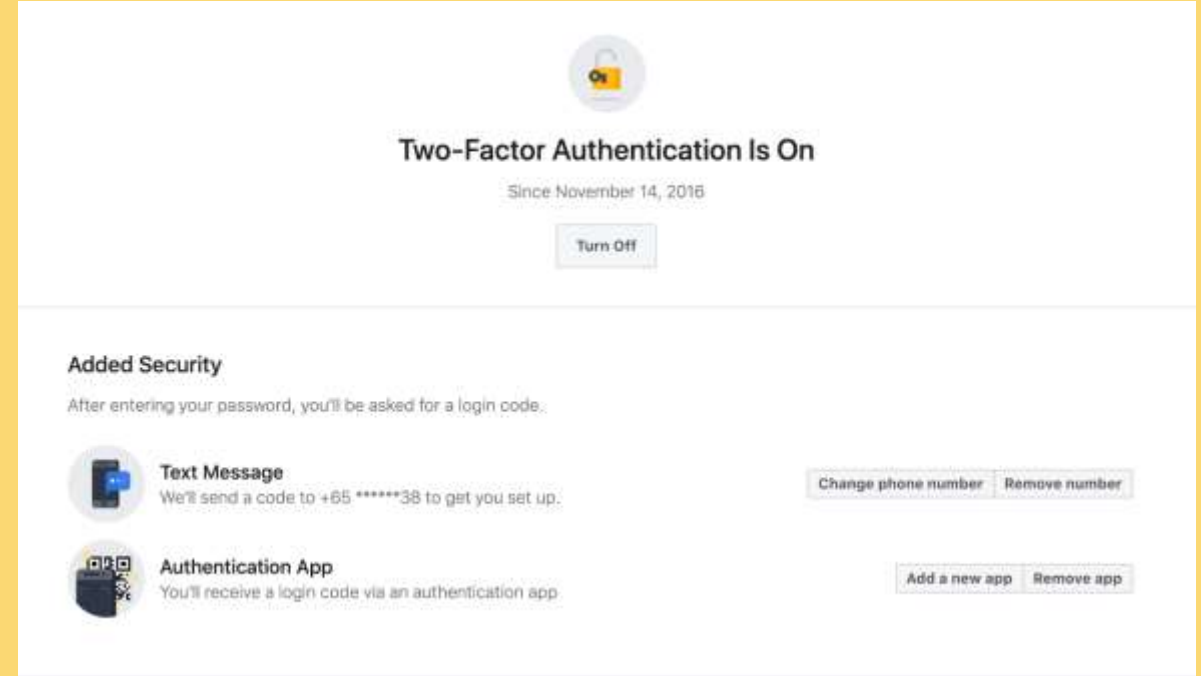 Two-Factor Authentication Is On
Since November 14, 2016
Turn Off
Added Security
After entering your password, you'll be asked for a login code.
Text Message
We'll send a code to +65 ******38 to get you set up.
Change phone number
Remove number
Authentication App
You'll receive a login code via an authentication app
Add a new app
Remove app